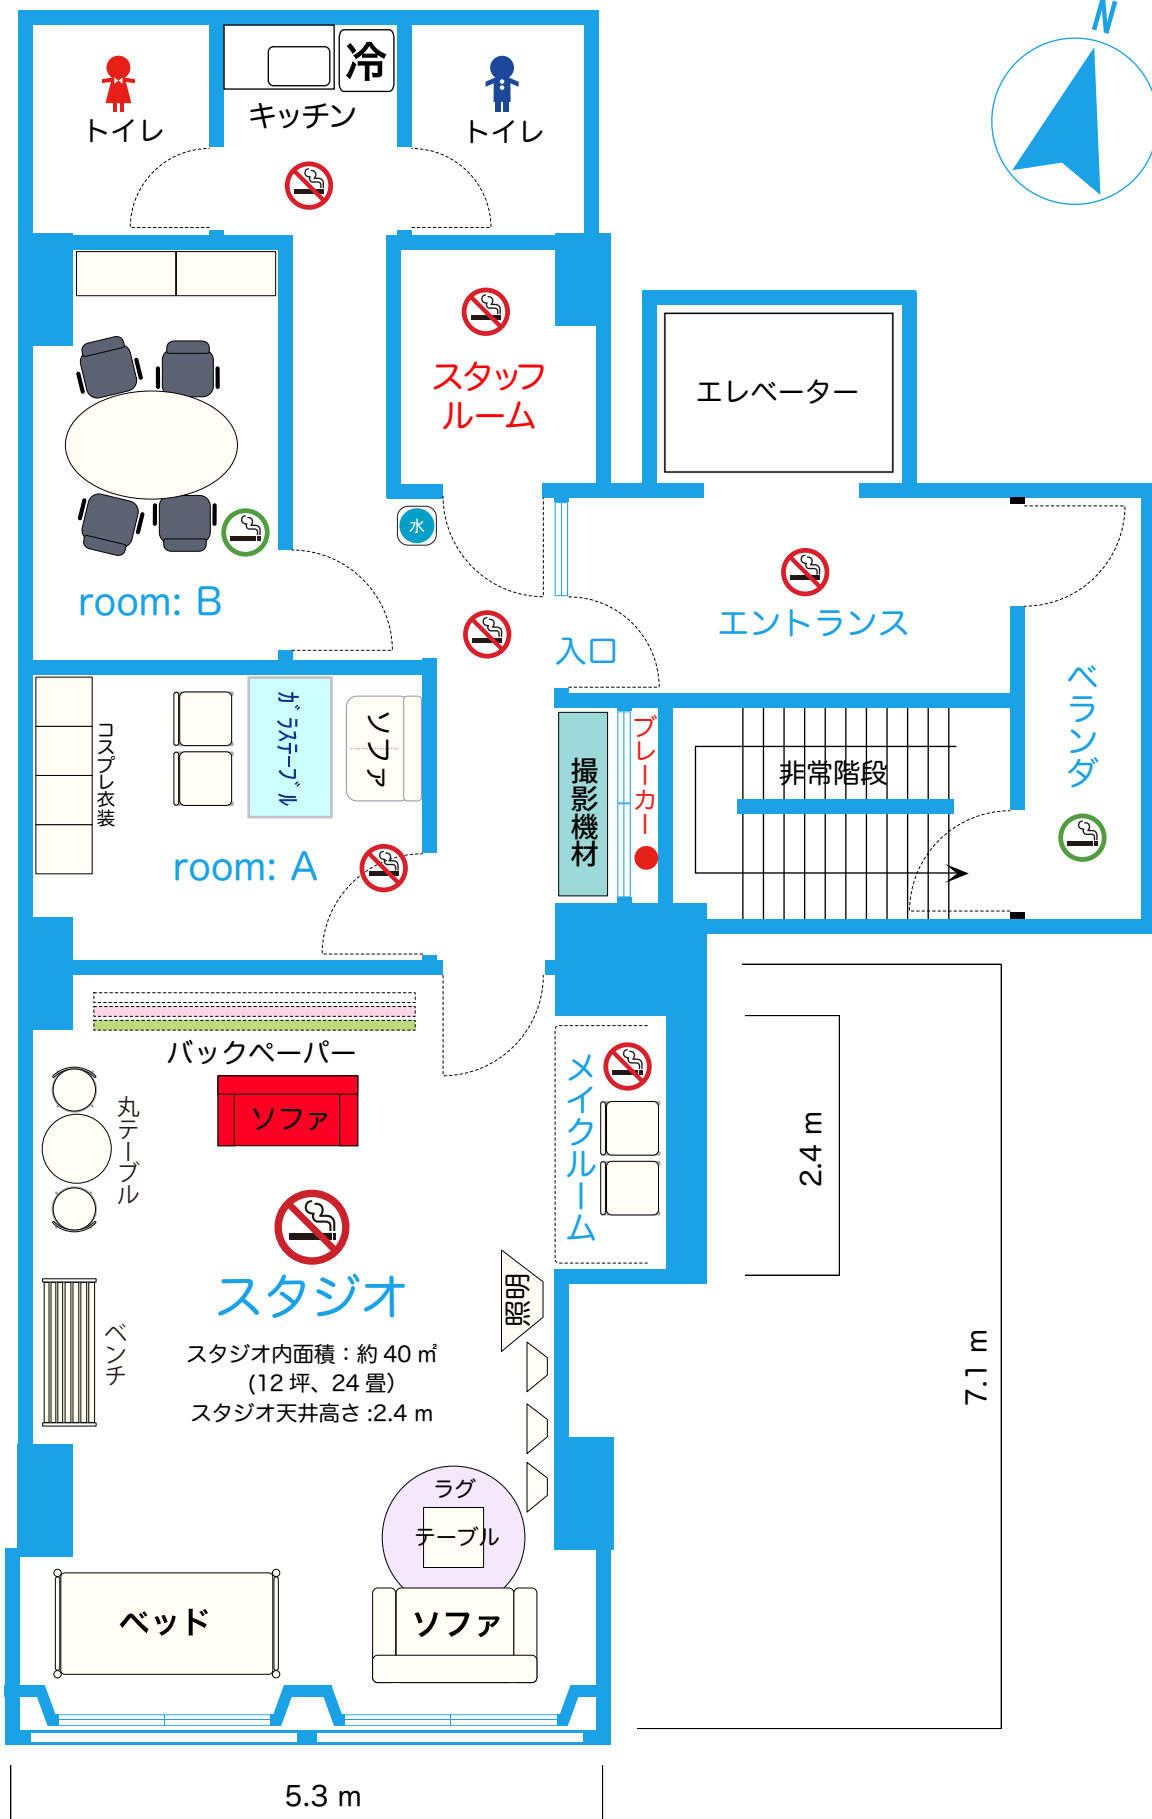 N
冷
トイレ
キッチン
トイレ
スタッフ
ルーム
エレベーター
水
room: B
エントランス
入口
ベランダ
ガラステーブル
ソファ
コスプレ衣装
room: A
撮影機材
ブレーカー
非常階段
バックペーパー
ソファ
丸テーブル
メイクルーム
2.4 m
スタジオ
照明
ベンチ
スタジオ内面積：約 40 ㎡
(12 坪、24 畳）
スタジオ天井高さ :2.4 m
7.1 m
ラグ
テーブル
ベッド
ソファ
5.3 m